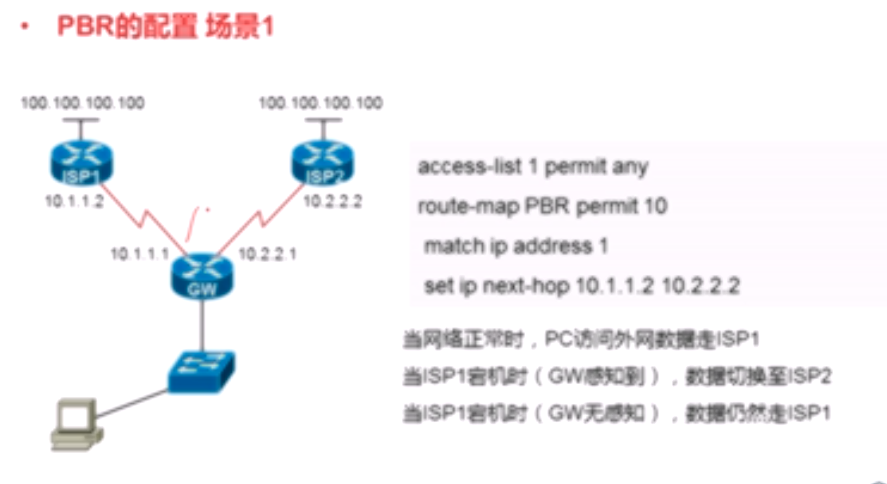 • PBR的配置 场景1
100.100.100.100
100.100.100.100
ISP1
ISP2
10.1.1.2
10.2.2.2
10.1.1.1
10.2.2.1
GW
access-list 1 permit any
route-map PBR permit 10
match ip address 1
set ip next-hop 10.1.1.2 10.2.2.2
当网络正常时，PC访问外网数据走ISP1
当ISP1宕机时（GW感知到），数据切换至ISP2
当ISP1宕机时（GW无感知），数据仍然走ISP1